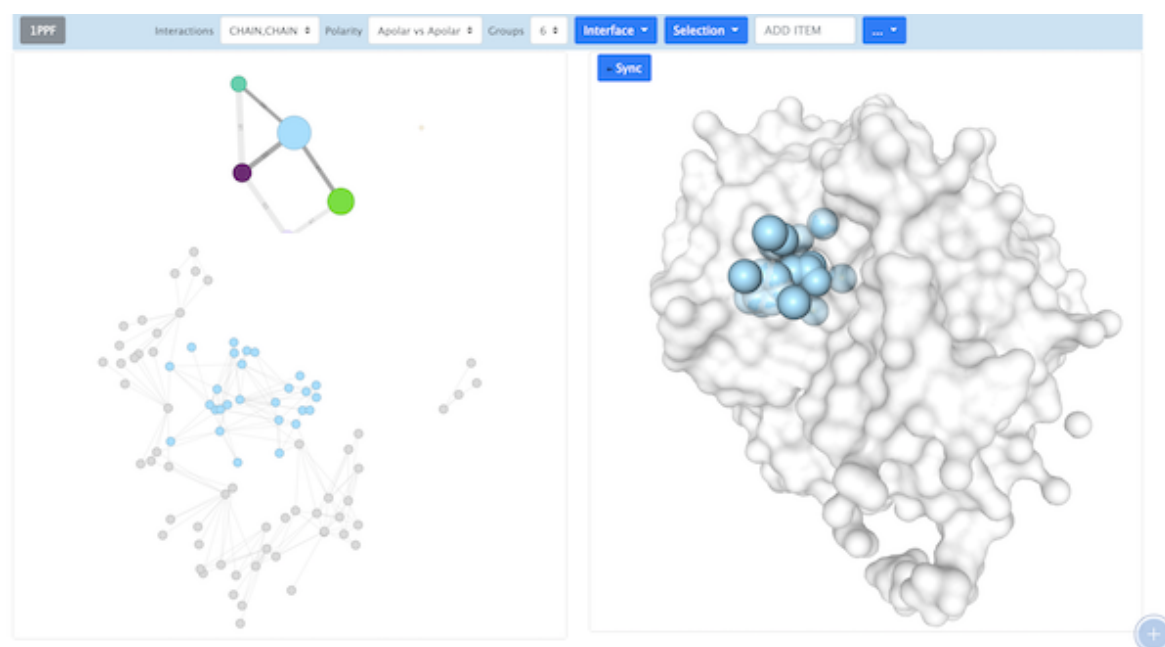 1PPF Interactions CHAIN,CHAIN Polarity Apolar vs Apolar Groups 6 Interface Selection ADD ITEM ...
Sync